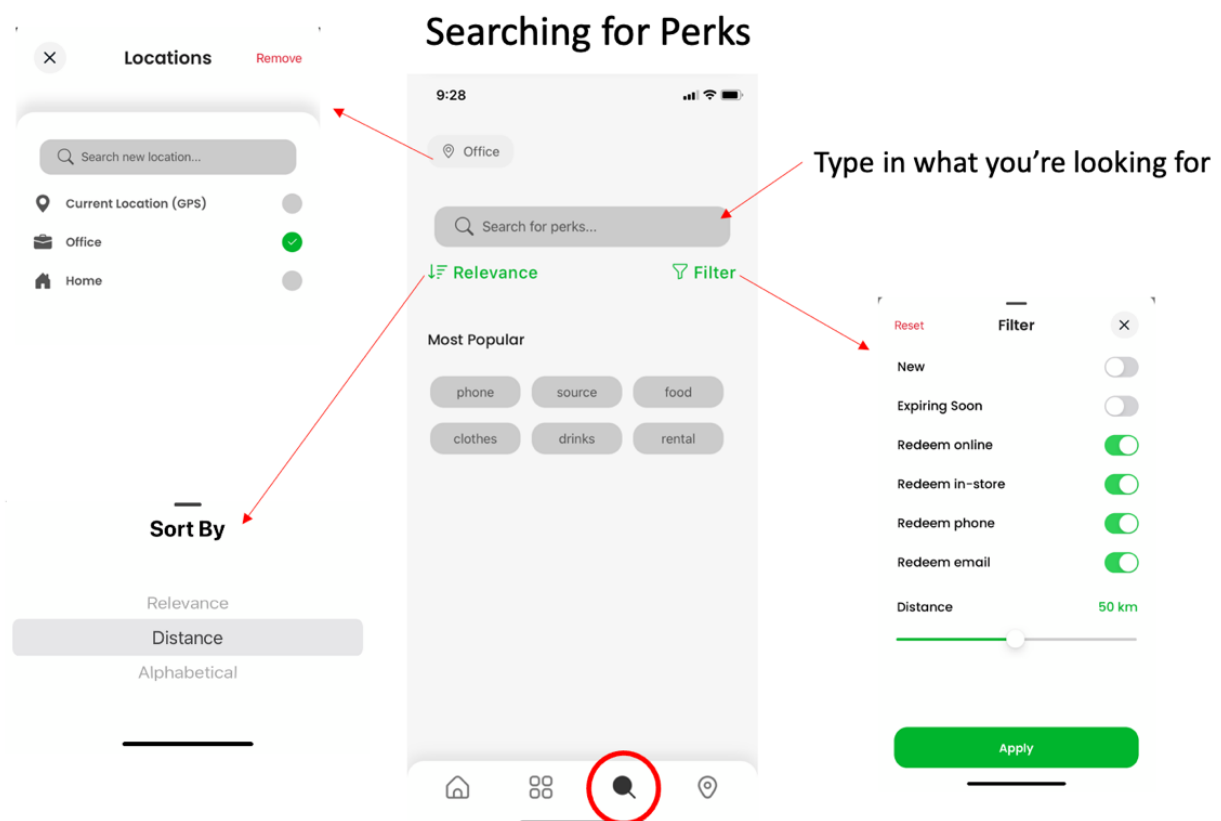 Searching for Perks
Locations
Remove
Search new location...
Current Location (GPS)
Office
Home
Sort By
Relevance
Distance
Alphabetical
9:28
Office
Search for perks...
Relevance
Filter
Most Popular
phone source food
clothes drinks rental
Type in what you're looking for
Reset Filter
New
Expiring Soon
Redeem online
Redeem in-store
Redeem phone
Redeem email
Distance 50 km
Apply